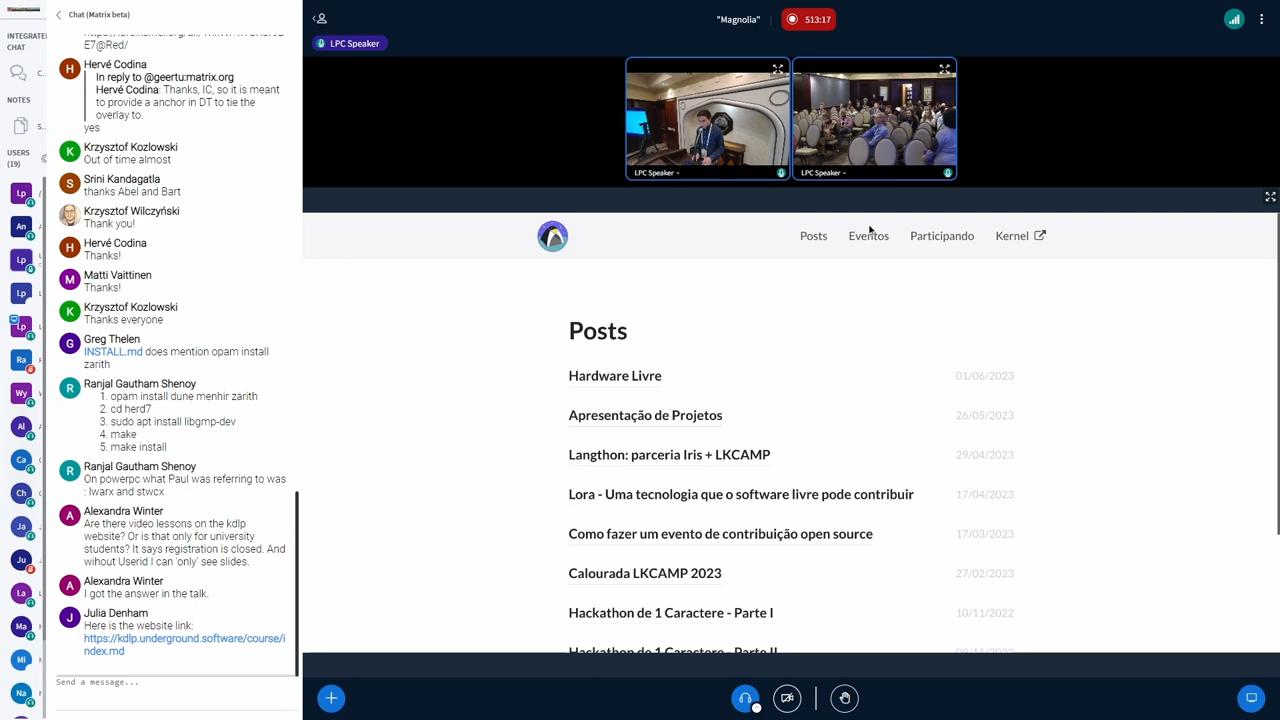 Chat (Matrix beta)
INTEGRATE
CHAT
C..
NOTES
S..
USERS
(19)
E7@Red/
Hervé Codina
In reply to @geertu:matrix.org
Hervé Codina: Thanks, IC, so it is meant
to provide a anchor in DT to tie the
overlay to.
yes
Krzysztof Kozlowski
Out of time almost
Srini Kandagatla
thanks Abel and Bart
Krzysztof Wilczyński
Thank you!
Hervé Codina
Thanks!
Matti Vaittinen
Thanks!
Krzysztof Kozlowski
Thanks everyone
Greg Thelen
INSTALL.md does mention opam install
zarith
Ranjal Gautham Shenoy
1. opam install dune menhir zarith
2. cd herd7
3. sudo apt install libgmp-dev
4. make
5. make install
Ranjal Gautham Shenoy
On powerpc what Paul was referring to was
: lwarx and stwcx
Alexandra Winter
Are there video lessons on the kdlp
website? Or is that only for university
students? It says registration is closed. And
wihout Userid I can 'only' see slides.
Alexandra Winter
I got the answer in the talk.
Julia Denham
Here is the website link:
https://kdlp.underground.software/course/i
ndex.md
Send a message...
"Magnolia"
513:17
LPC Speaker
LPC Speaker
LPC Speaker
Posts Eventos Participando Kernel
Posts
Hardware Livre 01/06/2023
Apresentação de Projetos 26/05/2023
Langthon: parceria Iris + LKCAMP 29/04/2023
Lora - Uma tecnologia que o software livre pode contribuir 17/04/2023
Como fazer um evento de contribuição open source 17/03/2023
Calourada LKCAMP 2023 27/02/2023
Hackathon de 1 Caractere - Parte I 10/11/2022
Hackathon de 1 Caractere - Parte II